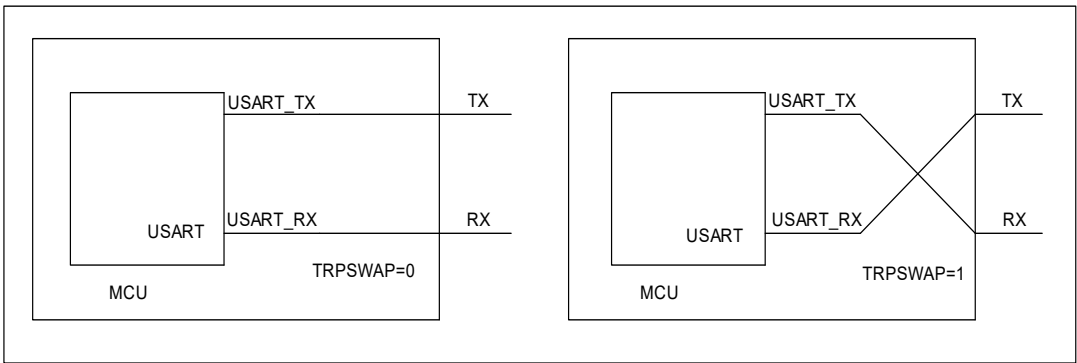 USART_TX
TX
USART_RX
RX
USART
TRPSWAP=0
MCU
USART_TX
TX
USART_RX
RX
USART
TRPSWAP=1
MCU